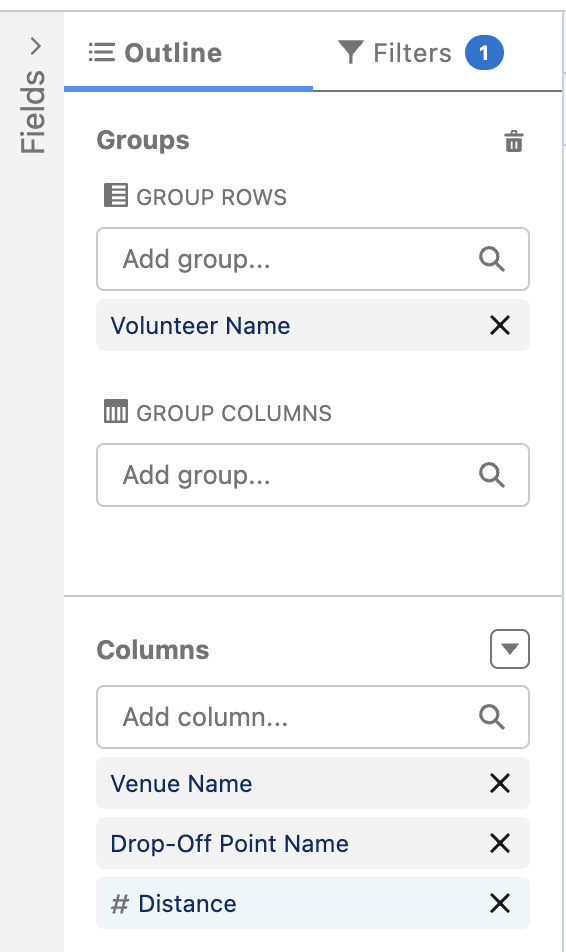 Fields
Outline
Filters 1
Groups
GROUP ROWS
Add group...
Volunteer Name
GROUP COLUMNS
Add group...
Columns
Add column...
Venue Name
Drop-Off Point Name
# Distance